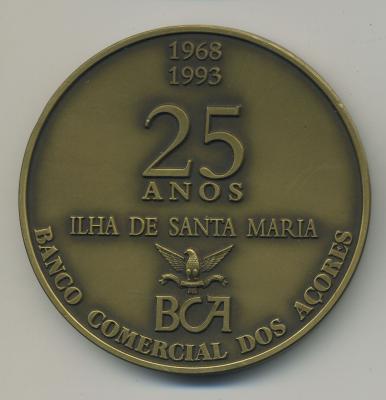 1968
1993
25
ANOS
ILHA DE SANTA MARIA
BCA
BANCO COMERCIAL DOS AÇORES